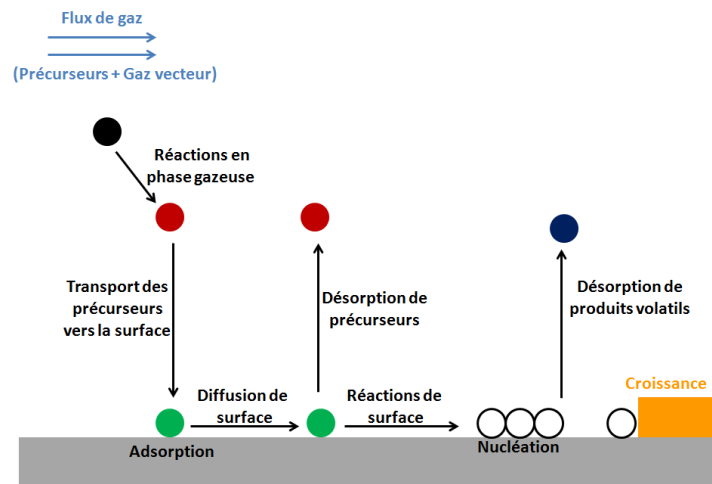 Flux de gaz
(Précurseurs + Gaz vecteur)
Réactions en
phase gazeuse
Transport des
précurseurs
vers la surface
Désorption de
précurseurs
Désorption de
produits volatils
Croissance
Diffusion de
surface
Réactions de
surface
Adsorption
Nucléation